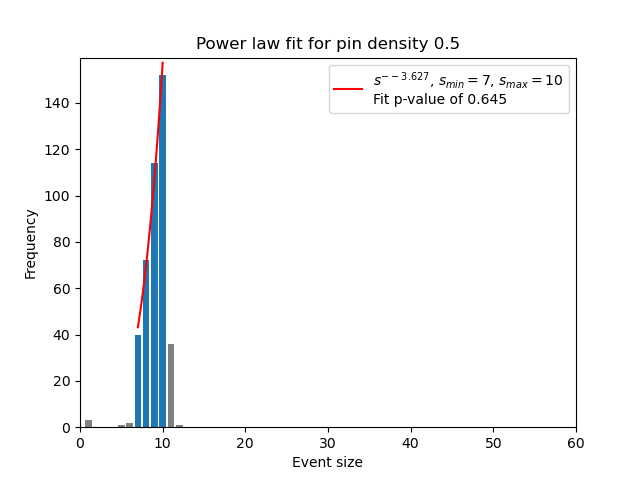 Power law fit for pin density 0.5
s^{--3.627}, s_{min} = 7, s_{max} = 10
Fit p-value of 0.645
140
120
100
80
60
40
20
0
Frequency
0 10 20 30 40 50 60
Event size